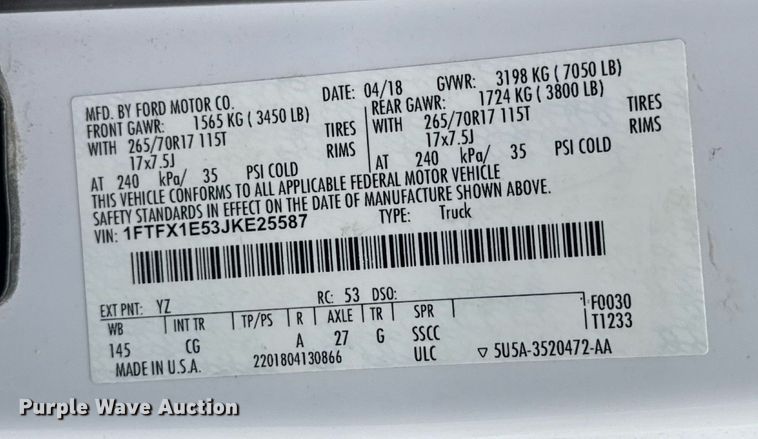 MFD. BY FORD MOTOR CO. DATE: 04/18 GVWR: 3198 KG ( 7050 LB)
FRONT GAWR: 1565 KG ( 3450 LB) REAR GAWR: 1724 KG ( 3800 LB)
WITH 265/70R17 115T TIRES WITH 265/70R17 115T TIRES
17x7.5J RIMS 17x7.5J RIMS
AT 240 kPa/ 35 PSI COLD AT 240 kPa/ 35 PSI COLD
THIS VEHICLE CONFORMS TO ALL APPLICABLE FEDERAL MOTOR VEHICLE
SAFETY STANDARDS IN EFFECT ON THE DATE OF MANUFACTURE SHOWN ABOVE.
VIN: 1FTFX1E53JKE25587 TYPE: Truck
EXT PNT: YZ RC: 53 DSO:
WB INT TR TP/PS R AXLE TR SPR F0030
145 CG A 27 G SSCC T1233
MADE IN U.S.A. 2201804130866 ULC ▽ 5U5A-3520472-AA
Purple Wave Auction